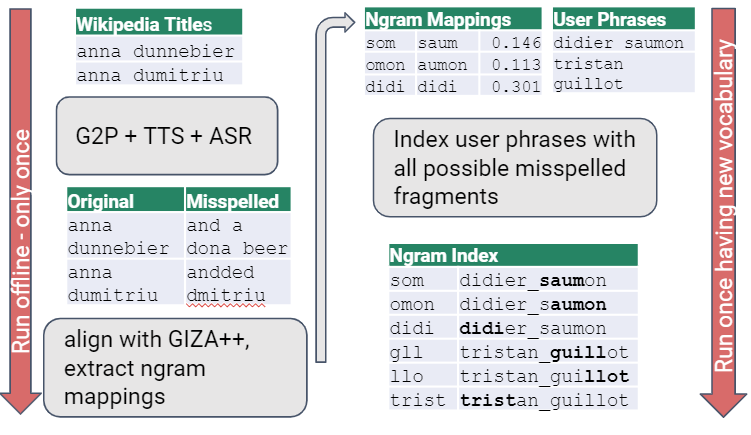 Run offline - only once
Wikipedia Titles
anna dunnebier
anna dumitriu
G2P + TTS + ASR
Original Misspelled
anna and a
dunnebier dona beer
anna andded
dumitriu dmitriu
align with GIZA++,
extract ngram
mappings
Ngram Mappings
som saum 0.146
omon aumon 0.113
didi didi 0.301
User Phrases
didier saumon
tristan
guillot
Index user phrases with
all possible misspelled
fragments
Ngram Index
som didier_saumon
omon didier_saumon
didi didier_saumon
gll tristan_guillot
llo tristan_guillot
trist tristan_guillot
Run once having new vocabulary